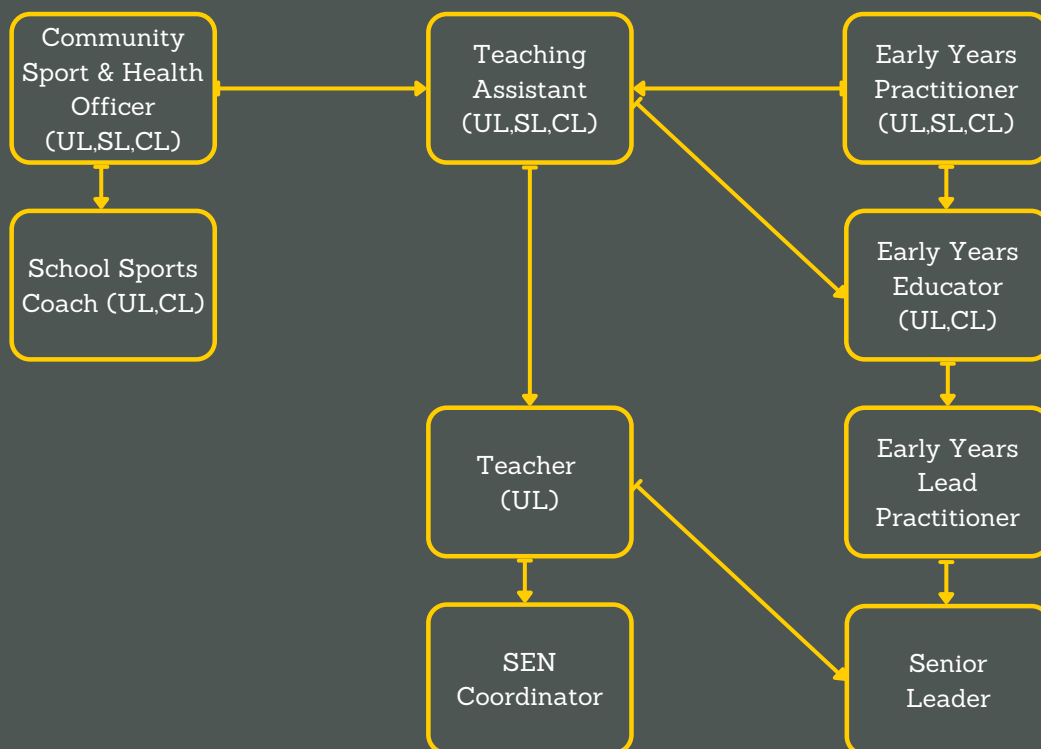 Community
Sport & Health
Officer
(UL,SL,CL)
Teaching
Assistant
(UL,SL,CL)
Early Years
Practitioner
(UL,SL,CL)
School Sports
Coach (UL,CL)
Early Years
Educator
(UL,CL)
Teacher
(UL)
Early Years
Lead
Practitioner
SEN
Coordinator
Senior
Leader